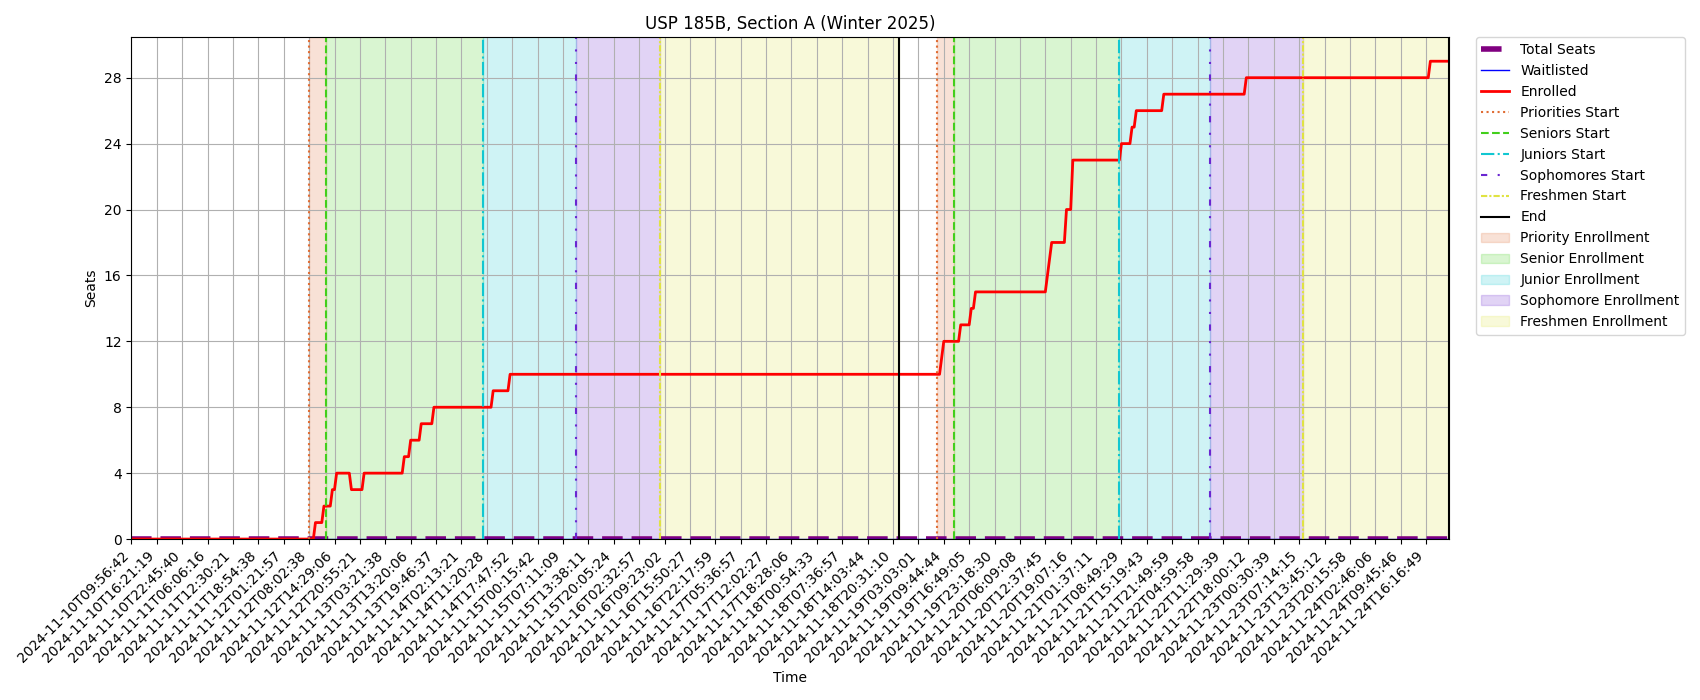 USP 185B, Section A (Winter 2025)
Seats
28
24
20
16
12
8
4
0
2024-11-10T09:56:42
2024-11-10T16:21:19
2024-11-10T22:45:40
2024-11-11T06:06:16
2024-11-11T12:30:21
2024-11-11T18:54:38
2024-11-12T01:21:57
2024-11-12T08:02:38
2024-11-12T14:29:06
2024-11-12T20:55:21
2024-11-13T03:21:38
2024-11-13T13:20:06
2024-11-13T19:46:37
2024-11-14T02:13:21
2024-11-14T11:20:28
2024-11-14T17:47:52
2024-11-15T00:15:42
2024-11-15T07:11:09
2024-11-15T13:38:11
2024-11-15T20:05:24
2024-11-16T02:32:57
2024-11-16T09:23:02
2024-11-16T15:50:27
2024-11-16T22:17:59
2024-11-17T05:36:57
2024-11-17T12:02:27
2024-11-17T18:28:06
2024-11-18T00:54:33
2024-11-18T07:36:57
2024-11-18T14:03:44
2024-11-18T20:31:10
2024-11-19T03:03:01
2024-11-19T09:44:44
2024-11-19T16:49:05
2024-11-19T23:18:30
2024-11-20T06:09:08
2024-11-20T12:37:45
2024-11-20T19:07:16
2024-11-21T01:37:11
2024-11-21T08:49:29
2024-11-21T15:19:43
2024-11-21T21:49:59
2024-11-22T04:59:58
2024-11-22T11:29:39
2024-11-22T18:00:12
2024-11-23T00:30:39
2024-11-23T07:14:15
2024-11-23T13:45:12
2024-11-23T20:15:58
2024-11-24T02:46:06
2024-11-24T09:45:46
2024-11-24T16:16:49
Time
Total Seats
Waitlisted
Enrolled
Priorities Start
Seniors Start
Juniors Start
Sophomores Start
Freshmen Start
End
Priority Enrollment
Senior Enrollment
Junior Enrollment
Sophomore Enrollment
Freshmen Enrollment